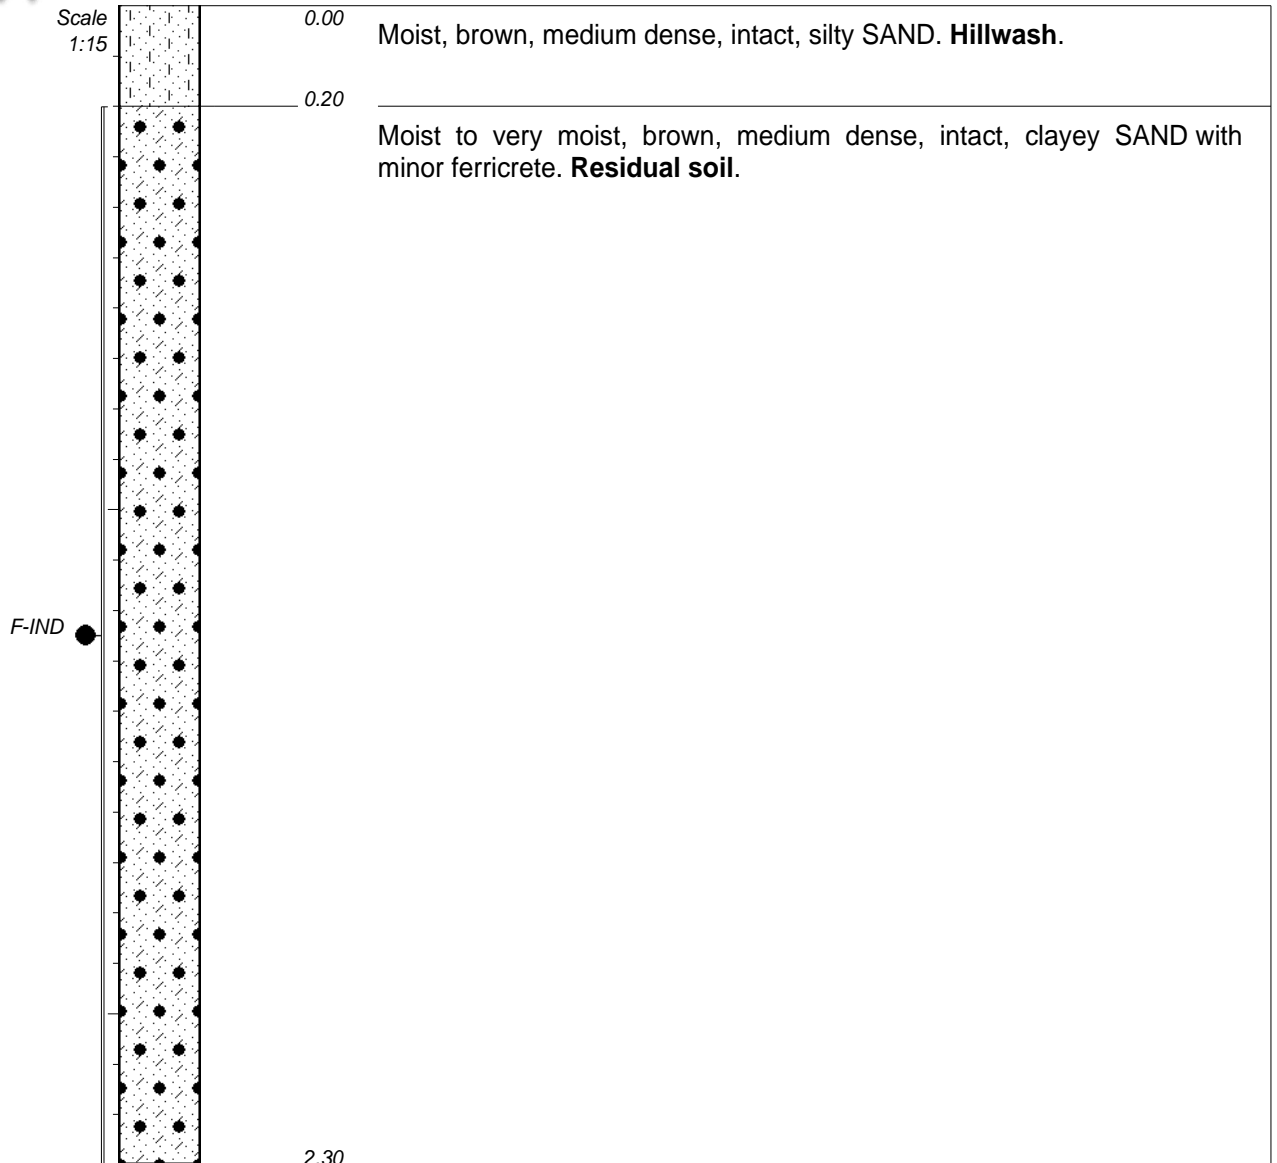 Scale
1:15
0.00
Moist, brown, medium dense, intact, silty SAND. Hillwash.
0.20
Moist to very moist, brown, medium dense, intact, clayey SAND with
minor ferricrete. Residual soil.
F-IND
2.30